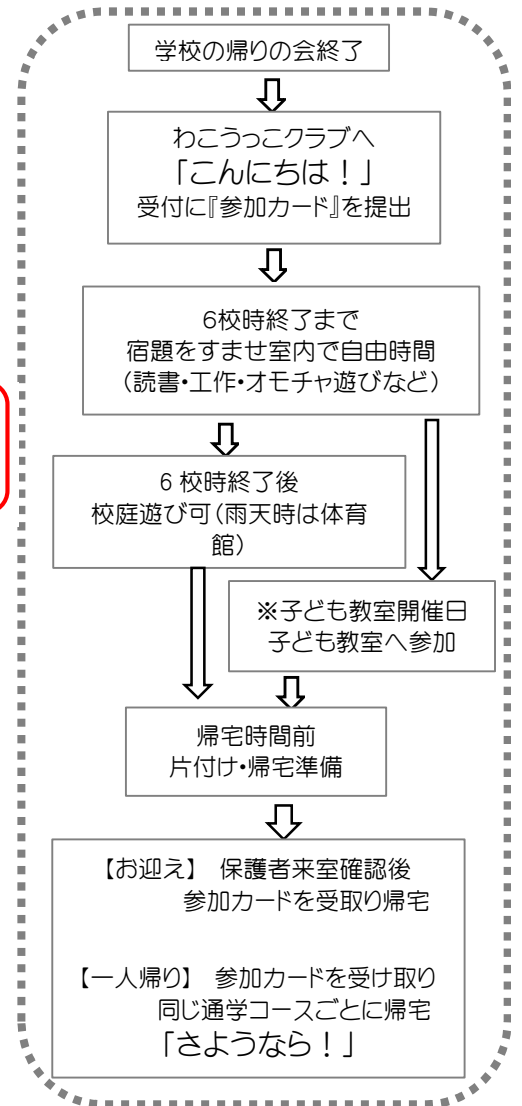 学校の帰りの会終了
わこうっこクラブへ
「こんにちは！」
受付に『参加カード』を提出
6校時終了まで
宿題をすませ室内で自由時間
（読書・工作・オモチャ遊びなど）
6 校時終了後
校庭遊び可（雨天時は体育
館）
※子ども教室開催日
子ども教室へ参加
帰宅時間前
片付け・帰宅準備
【お迎え】 保護者来室確認後
参加カードを受取り帰宅
【一人帰り】 参加カードを受け取り
同じ通学コースごとに帰宅
「さようなら！」